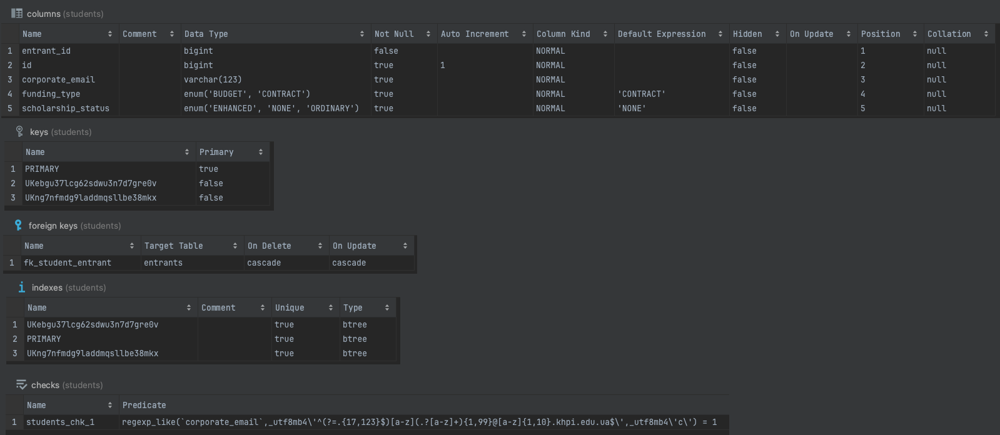 columns (students)
Name Comment Data Type Not Null Auto Increment Column Kind Default Expression Hidden On Update Position Collation
1 entrant_id bigint false NORMAL false 1 null
2 id bigint true 1 NORMAL false 2 null
3 corporate_email varchar(123) true NORMAL false 3 null
4 funding_type enum('BUDGET', 'CONTRACT') true NORMAL 'CONTRACT' false 4 null
5 scholarship_status enum('ENHANCED', 'NONE', 'ORDINARY') true NORMAL 'NONE' false 5 null
keys (students)
Name Primary
1 PRIMARY true
2 UKebgu37lcg62sdwu3n7d7gre0v false
3 UKng7nfmdg9laddmqsllbe38mkx false
foreign keys (students)
Name Target Table On Delete On Update
1 fk_student_entrant entrants cascade cascade
indexes (students)
Name Comment Unique Type
1 UKebgu37lcg62sdwu3n7d7gre0v true btree
2 PRIMARY true btree
3 UKng7nfmdg9laddmqsllbe38mkx true btree
checks (students)
Name Predicate
1 students_chk_1 regexp_like(`corporate_email`,_utf8mb4\'^(?=.{17,123}$)[a-z](.?[a-z]+){1,99}@[a-z]{1,10}.khpi.edu.ua$\',_utf8mb4\'c\') = 1